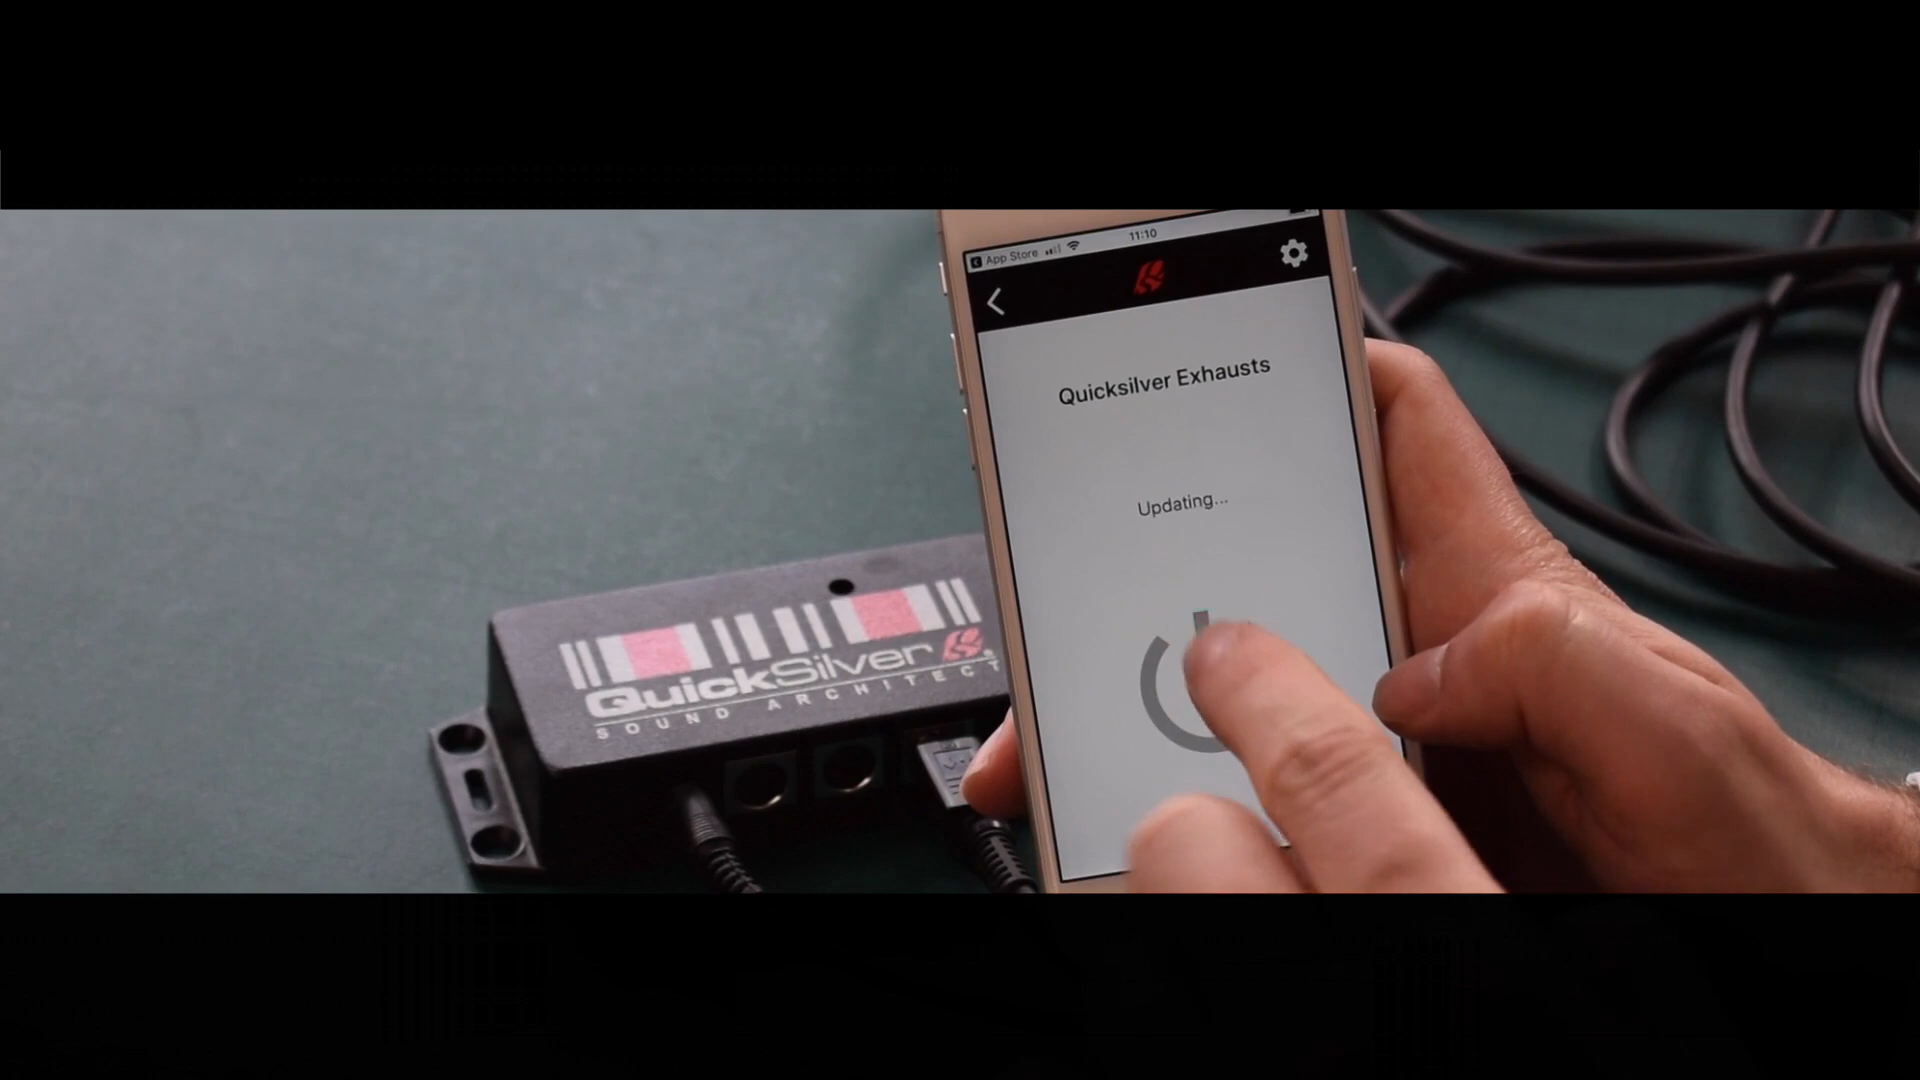 App Store
11:10
Quicksilver Exhausts
Updating...
QuickSilver
SOUND ARCHITECT